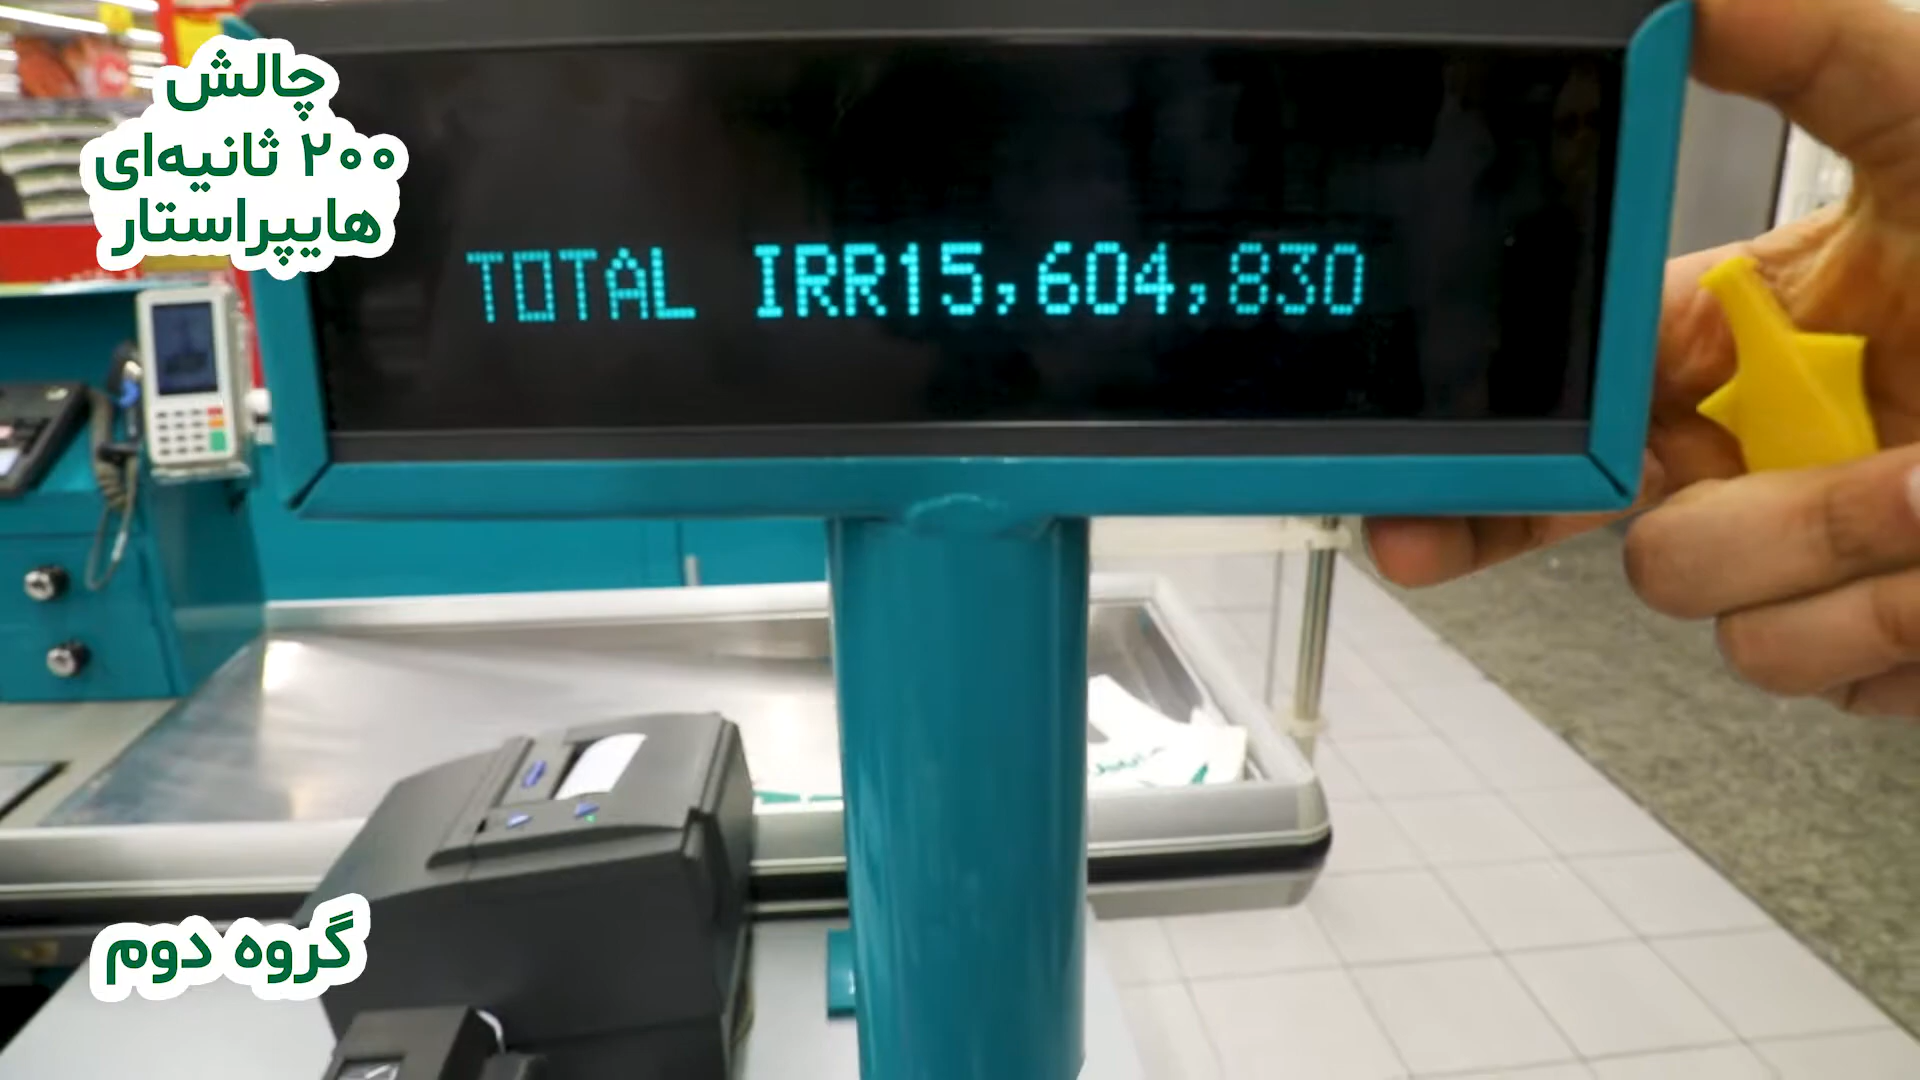 چالش
۲۰۰ ثانیه‌ای
هایپراستار
TOTAL IRR15,604,830
گروه دوم